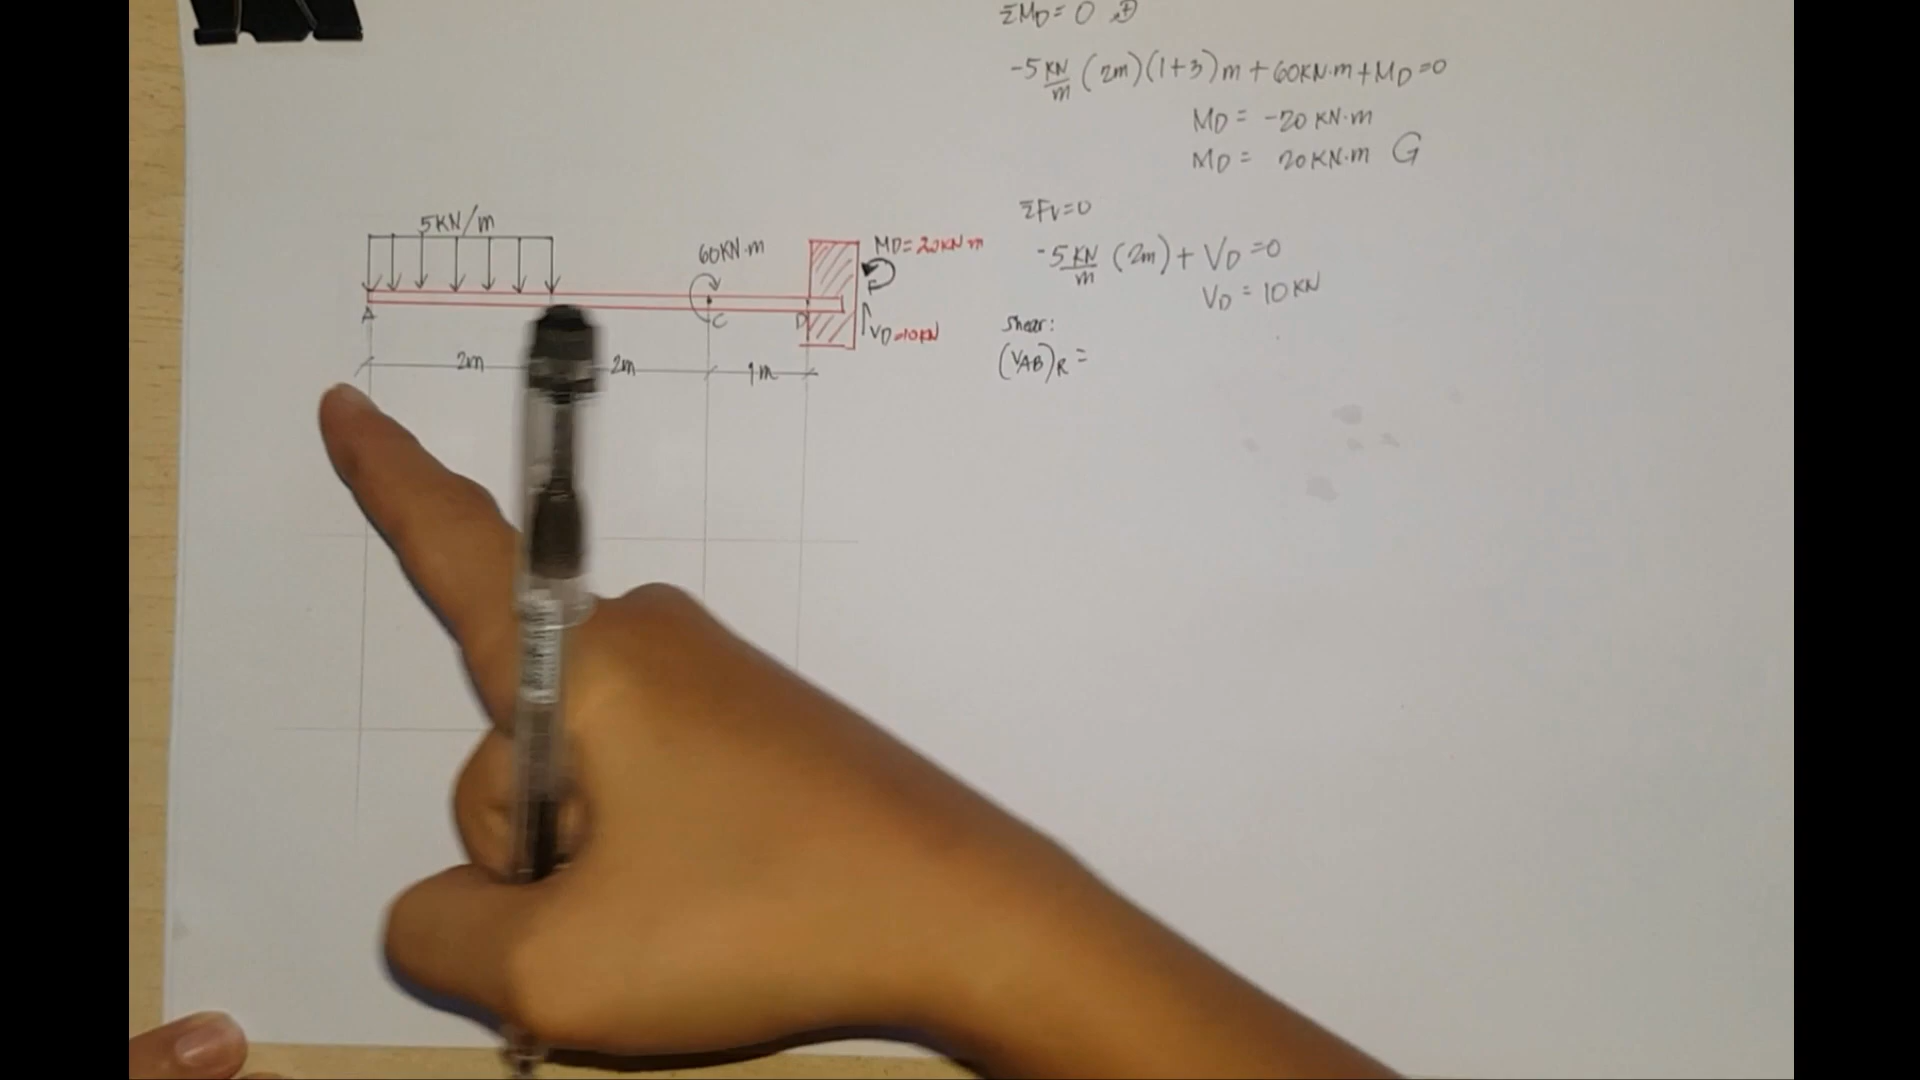 ΣMD = 0
-5 KN/m (2m)(1+3)m + 60KN·m + MD = 0
MD = -20 KN·m
MD = 20 KN·m
ΣFV = 0
-5 KN/m (2m) + VD = 0
VD = 10 KN
Shear:
(VAB)R =
5KN/m
60KN·m
MD = 20KN·m
A
C
D
VD = 10KN
2m
2m
1m